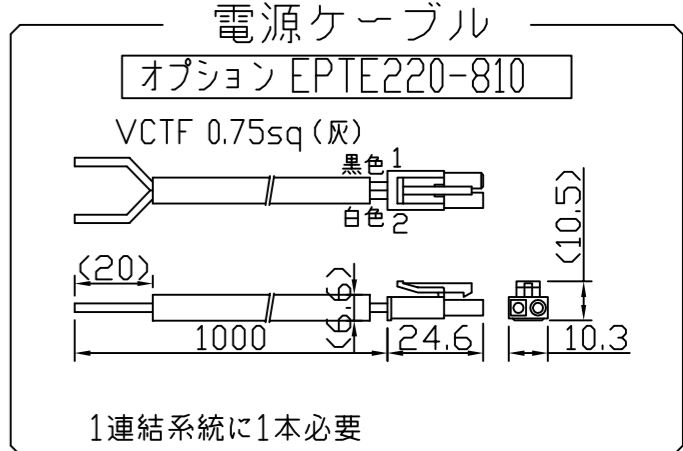 電源ケーブル
オプション EPTE220-810
VCTF 0.75sq(灰)
黒色 1
白色 2
(10.5)
(20)
(6.6)
1000
24.6
10.3
1連結系統に1本必要